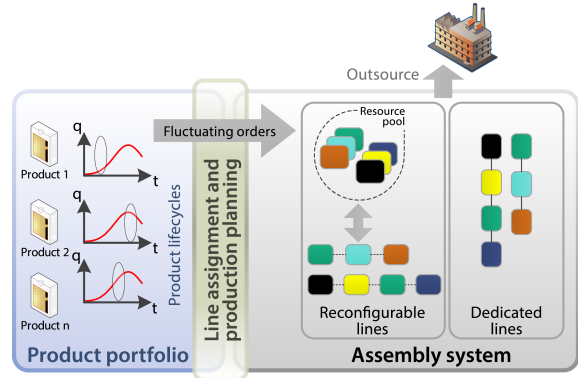 Outsource
q
t
Product 1
q
t
Product 2
q
t
Product n
Product lifecycles
Product portfolio
Line assignment and
production planning
Fluctuating orders
Resource
pool
Reconfigurable
lines
Dedicated
lines
Assembly system